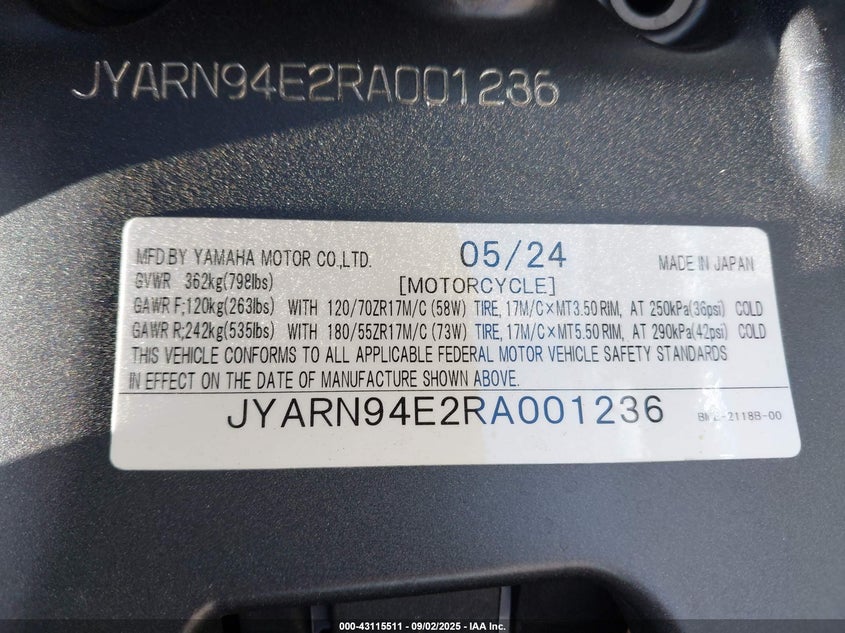 JYARN94E2RA001236
MFD BY YAMAHA MOTOR CO.,LTD. 05/24 MADE IN JAPAN
GVWR 362kg(798lbs) [MOTORCYCLE]
GAWR F;120kg(263lbs) WITH 120/70ZR17M/C (58W) TIRE, 17M/C×MT3.50 RIM, AT 250kPa(36psi) COLD
GAWR R;242kg(535lbs) WITH 180/55ZR17M/C (73W) TIRE, 17M/C×MT5.50 RIM, AT 290kPa(42psi) COLD
THIS VEHICLE CONFORMS TO ALL APPLICABLE FEDERAL MOTOR VEHICLE SAFETY STANDARDS
IN EFFECT ON THE DATE OF MANUFACTURE SHOWN ABOVE.
JYARN94E2RA001236
000-43115511 - 09/02/2025 - IAA Inc.